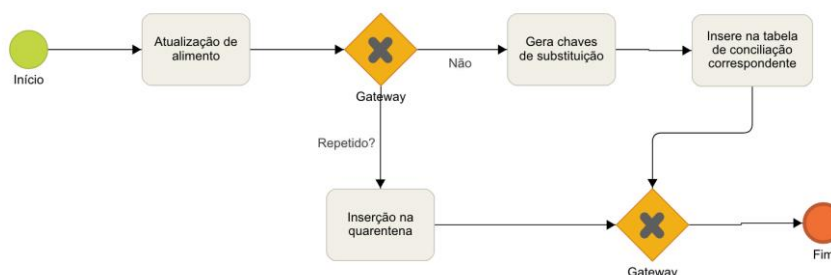 Início
Atualização de
alimento
Gateway
Não
Gera chaves
de substituição
Insere na tabela
de conciliação
correspondente
Repetido?
Inserção na
quarentena
Gateway
Fim